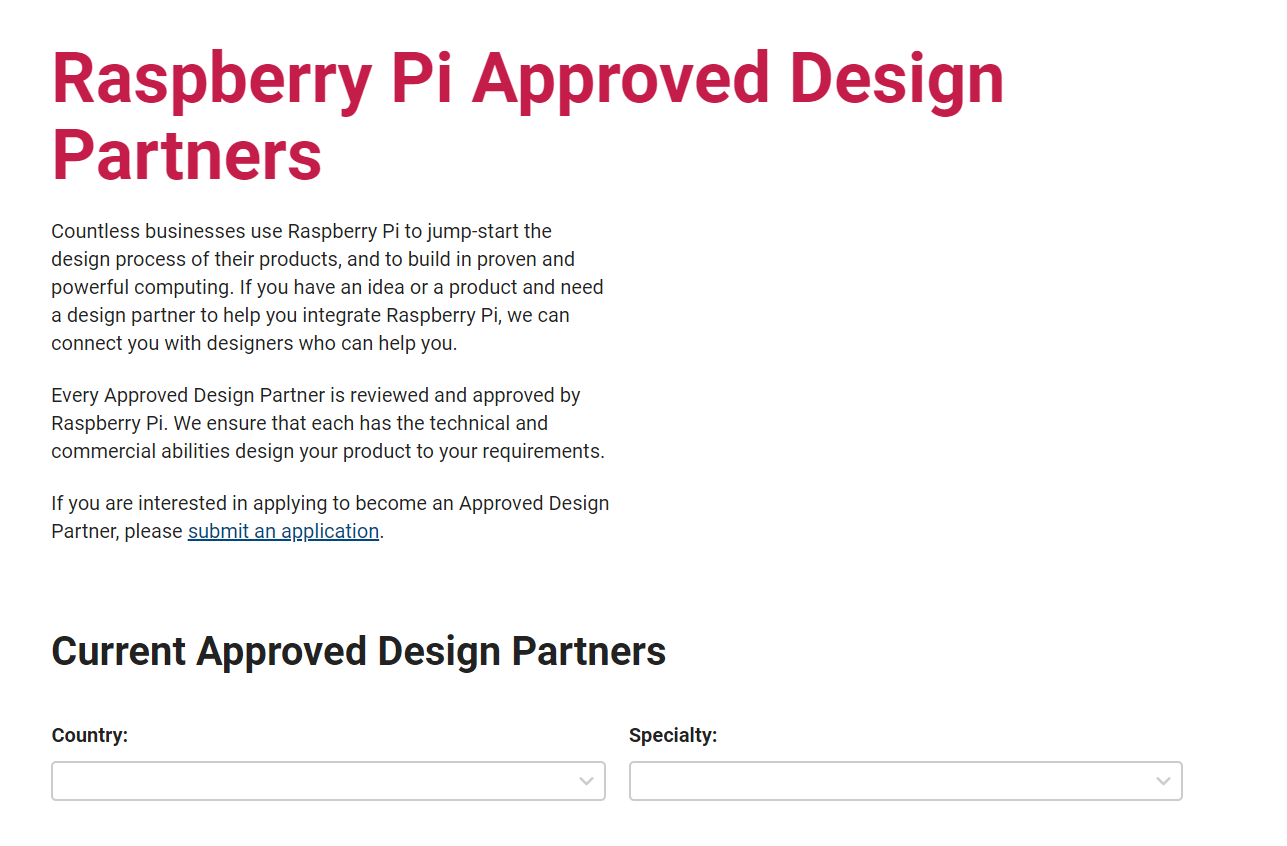 Raspberry Pi Approved Design
Partners
Countless businesses use Raspberry Pi to jump-start the
design process of their products, and to build in proven and
powerful computing. If you have an idea or a product and need
a design partner to help you integrate Raspberry Pi, we can
connect you with designers who can help you.
Every Approved Design Partner is reviewed and approved by
Raspberry Pi. We ensure that each has the technical and
commercial abilities design your product to your requirements.
If you are interested in applying to become an Approved Design
Partner, please submit an application.
Current Approved Design Partners
Country:
Specialty: